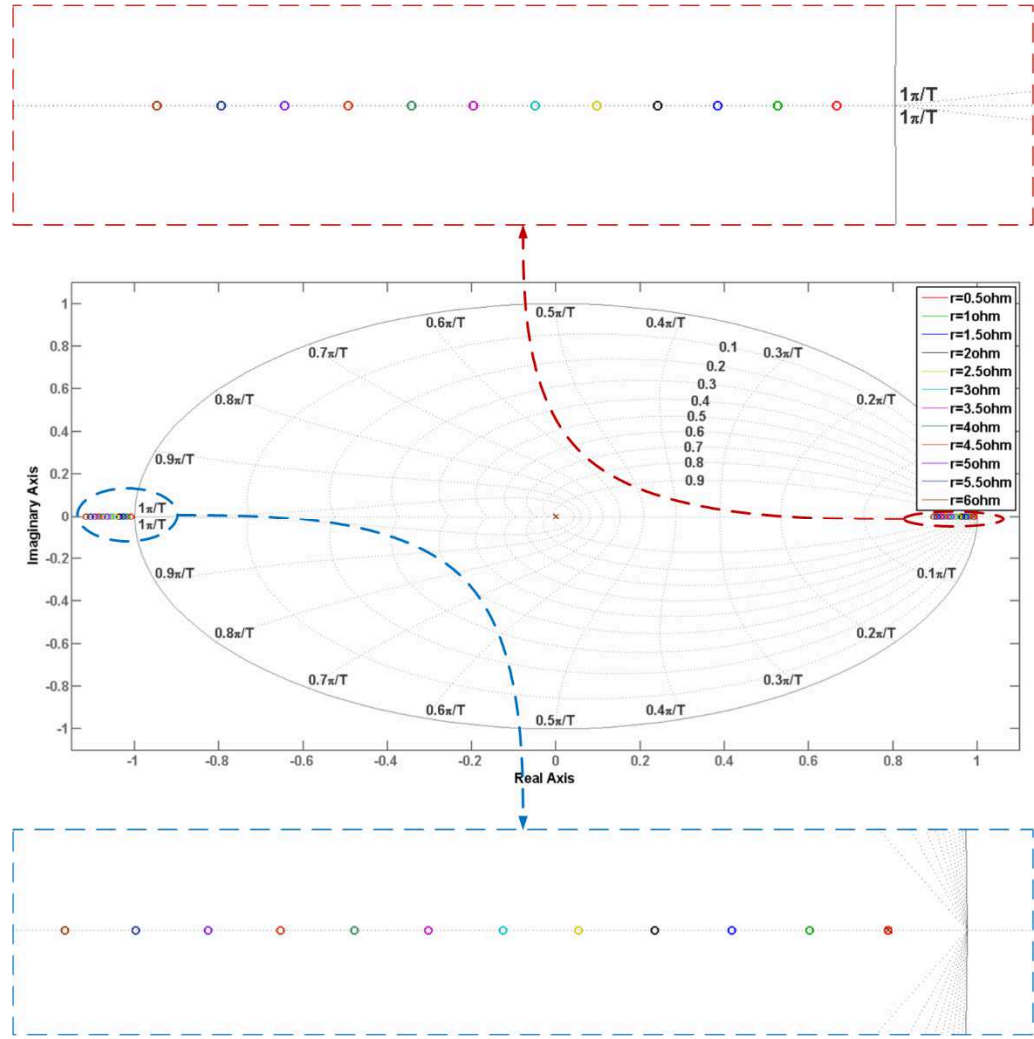 1π/T
1π/T
1
0.8
0.6
0.4
0.2
0
-0.2
-0.4
-0.6
-0.8
-1
Imaginary Axis
0.5π/T
0.6π/T
0.4π/T
0.7π/T
0.3π/T
0.8π/T
0.2π/T
0.9π/T
0.1
0.2
0.3
0.4
0.5
0.6
0.7
0.8
0.9
1π/T
1π/T
0.9π/T
0.1π/T
0.8π/T
0.2π/T
0.7π/T
0.3π/T
0.6π/T
0.4π/T
0.5π/T
r=0.5ohm
r=1ohm
r=1.5ohm
r=2ohm
r=2.5ohm
r=3ohm
r=3.5ohm
r=4ohm
r=4.5ohm
r=5ohm
r=5.5ohm
r=6ohm
-1 -0.8 -0.6 -0.4 -0.2 0 0.2 0.4 0.6 0.8 1
Real Axis